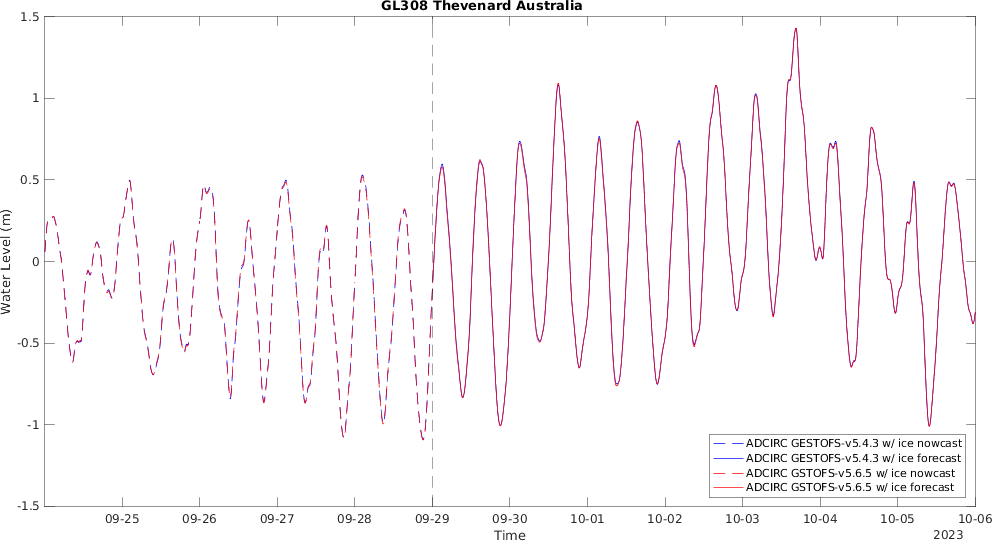 GL308 Thevenard Australia
1.5
1
0.5
0
-0.5
-1
-1.5
Water Level (m)
09-25 09-26 09-27 09-28 09-29 09-30 10-01 10-02 10-03 10-04 10-05 10-06
Time
2023
ADCIRC GESTOFS-v5.4.3 w/ ice nowcast
ADCIRC GESTOFS-v5.4.3 w/ ice forecast
ADCIRC GSTOFS-v5.6.5 w/ ice nowcast
ADCIRC GSTOFS-v5.6.5 w/ ice forecast